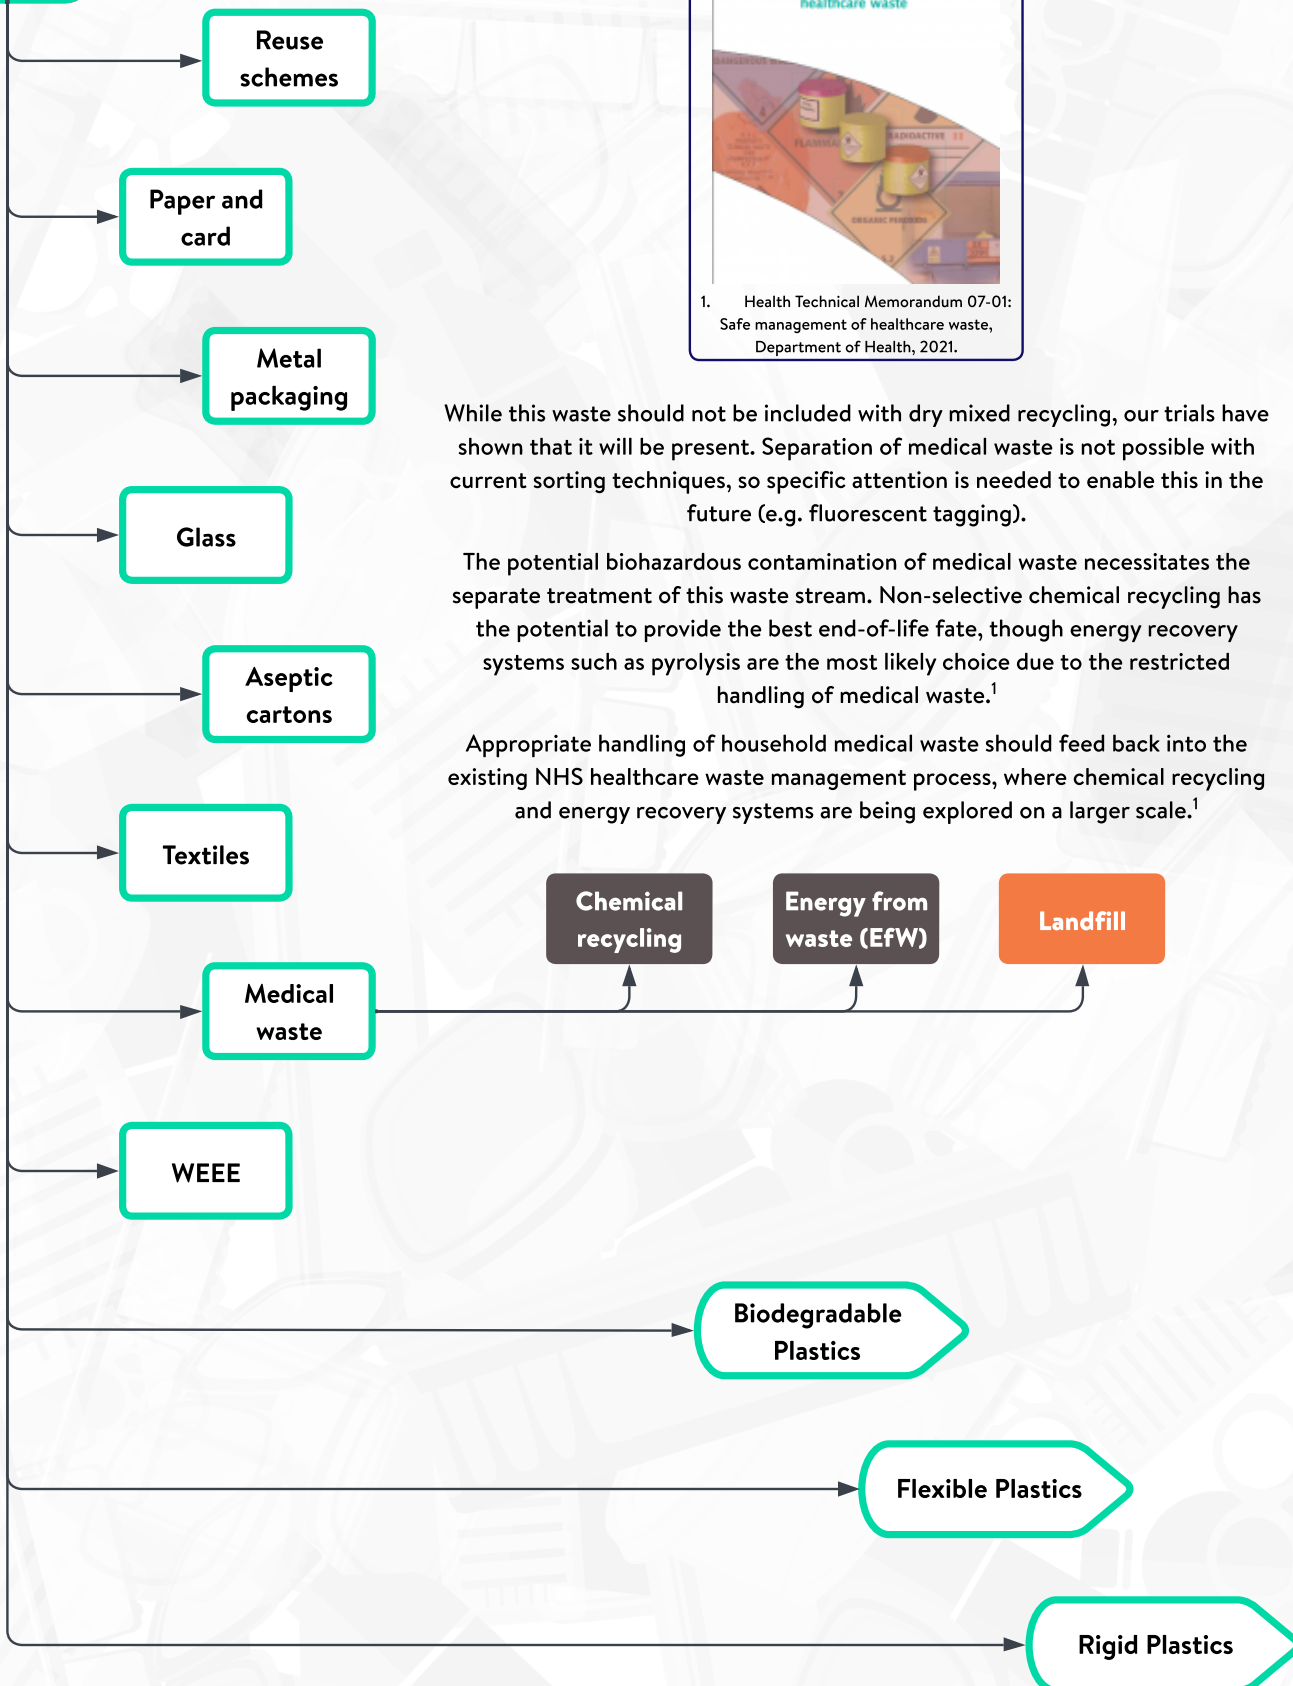 healthcare waste
Reuse
schemes
DANGEROUS
FLAMMA
RADIOACTIVE II
ORGANIC PEROXIDE
5.2
Paper and
card
1. Health Technical Memorandum 07-01:
Safe management of healthcare waste,
Department of Health, 2021.
Metal
packaging
While this waste should not be included with dry mixed recycling, our trials have
shown that it will be present. Separation of medical waste is not possible with
current sorting techniques, so specific attention is needed to enable this in the
future (e.g. fluorescent tagging).
Glass
The potential biohazardous contamination of medical waste necessitates the
separate treatment of this waste stream. Non-selective chemical recycling has
the potential to provide the best end-of-life fate, though energy recovery
systems such as pyrolysis are the most likely choice due to the restricted
handling of medical waste.1
Aseptic
cartons
Appropriate handling of household medical waste should feed back into the
existing NHS healthcare waste management process, where chemical recycling
and energy recovery systems are being explored on a larger scale.1
Textiles
Chemical
recycling
Energy from
waste (EfW)
Landfill
Medical
waste
WEEE
Biodegradable
Plastics
Flexible Plastics
Rigid Plastics